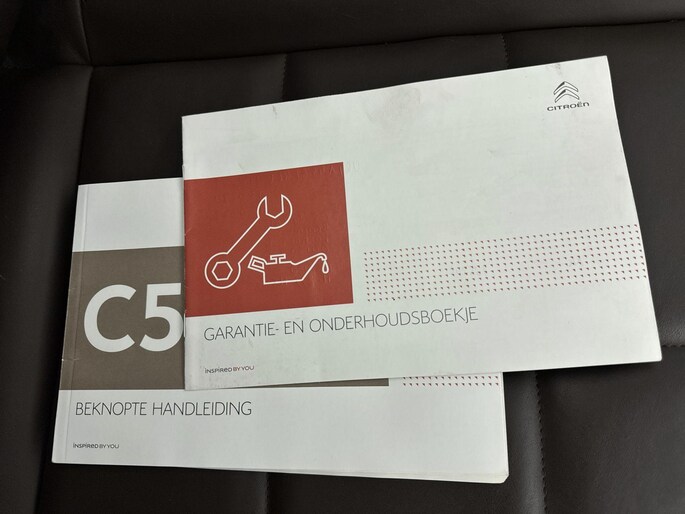 CITROËN
GARANTIE- EN ONDERHOUDSBOEKJE
INSPIRED BY YOU
C5
BEKNOPTE HANDLEIDING
INSPIRED BY YOU